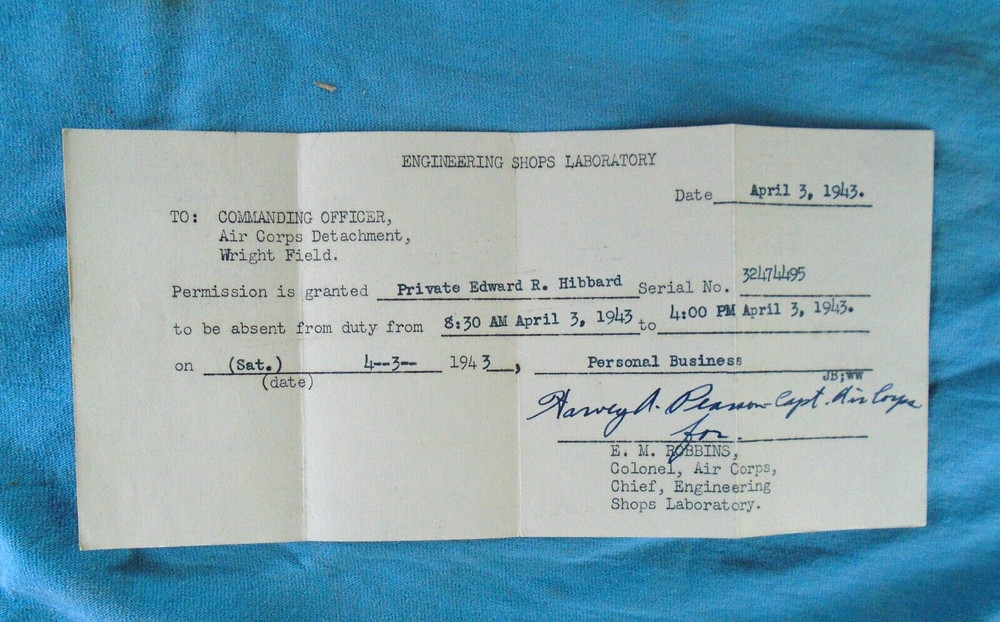 ENGINEERING SHOPS LABORATORY
Date April 3, 1943.
TO: COMMANDING OFFICER,
Air Corps Detachment,
Wright Field.
Permission is granted Private Edward R. Hibbard Serial No. 32474495
to be absent from duty from 8:30 AM April 3, 1943 to 4:00 PM April 3, 1943.
on (Sat.) 4--3-- 1943, Personal Business
(date)
JB;WW
Harvey A. Pearson Capt. Air Corps
for
E. M. ROBBINS,
Colonel, Air Corps,
Chief, Engineering
Shops Laboratory.